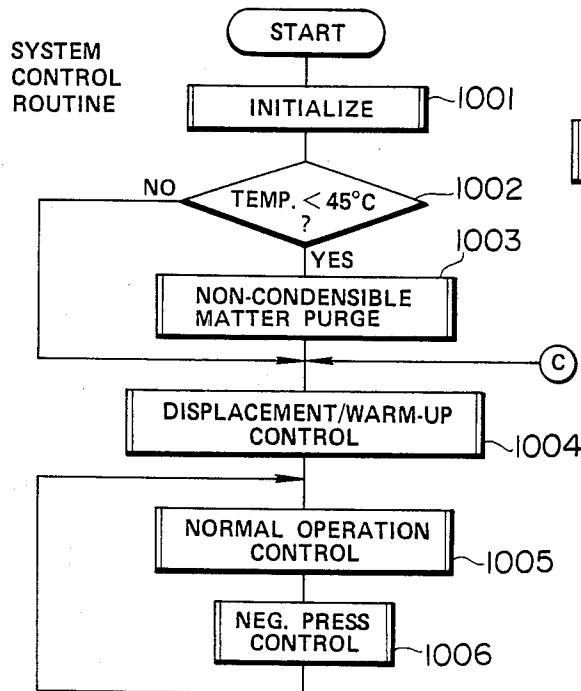 START
SYSTEM
CONTROL
ROUTINE
INITIALIZE
1001
NO
TEMP. < 45°C
?
1002
YES
1003
NON-CONDENSIBLE
MATTER PURGE
C
DISPLACEMENT/WARM-UP
CONTROL
1004
NORMAL OPERATION
CONTROL
1005
NEG. PRESS
CONTROL
1006